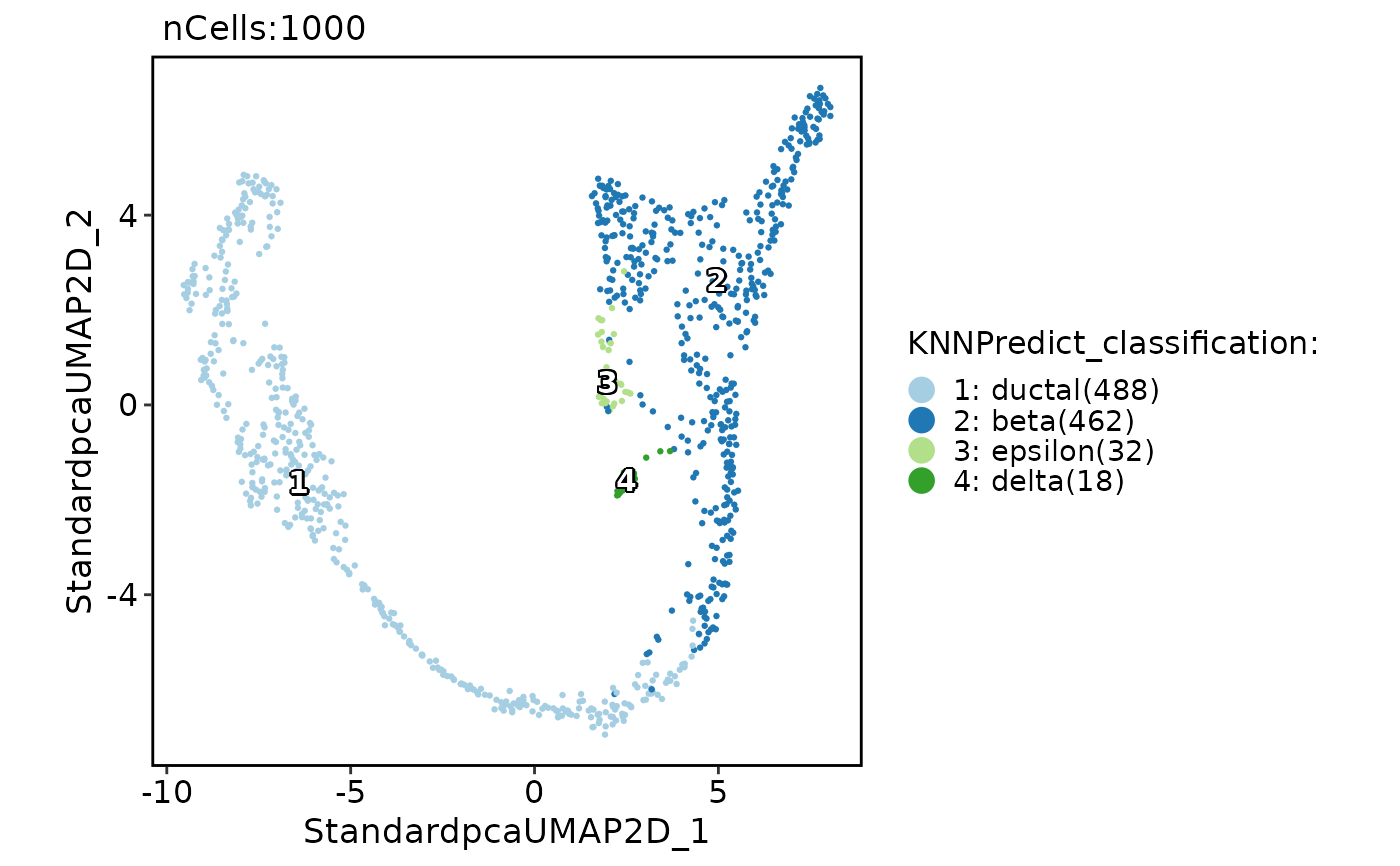 nCells:1000
StandardpcaUMAP2D_2
4
0
-4
1
2
3
4
-10
-5
0
5
StandardpcaUMAP2D_1
KNNPredict_classification:
1: ductal(488)
2: beta(462)
3: epsilon(32)
4: delta(18)